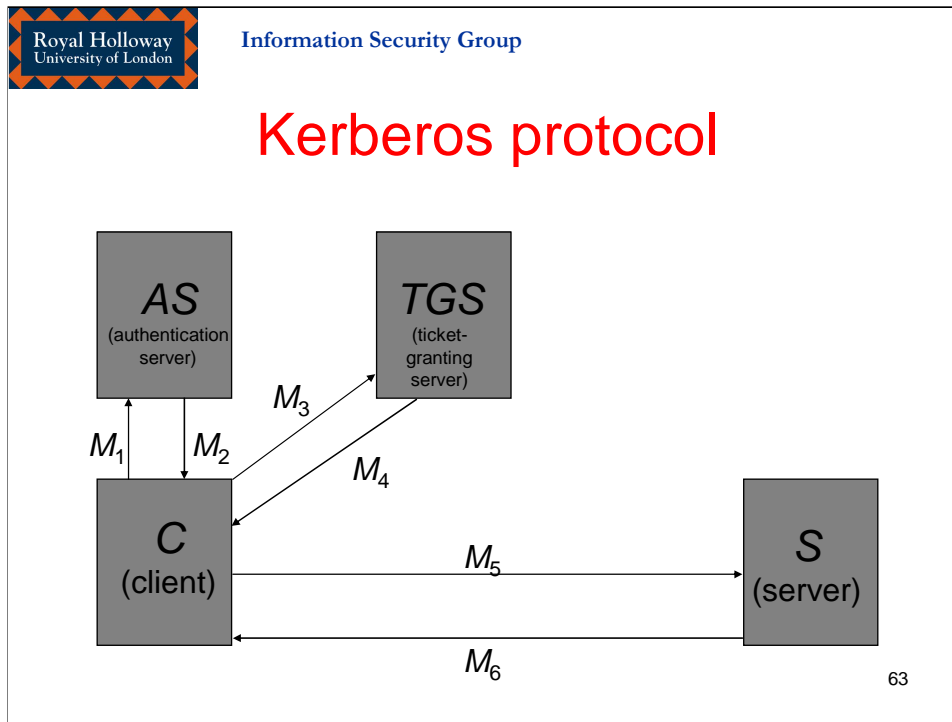 Royal Holloway
University of London
Information Security Group
Kerberos protocol
AS
(authentication
server)
TGS
(ticket-
granting
server)
M3
M1
M2
M4
C
(client)
M5
S
(server)
M6
63